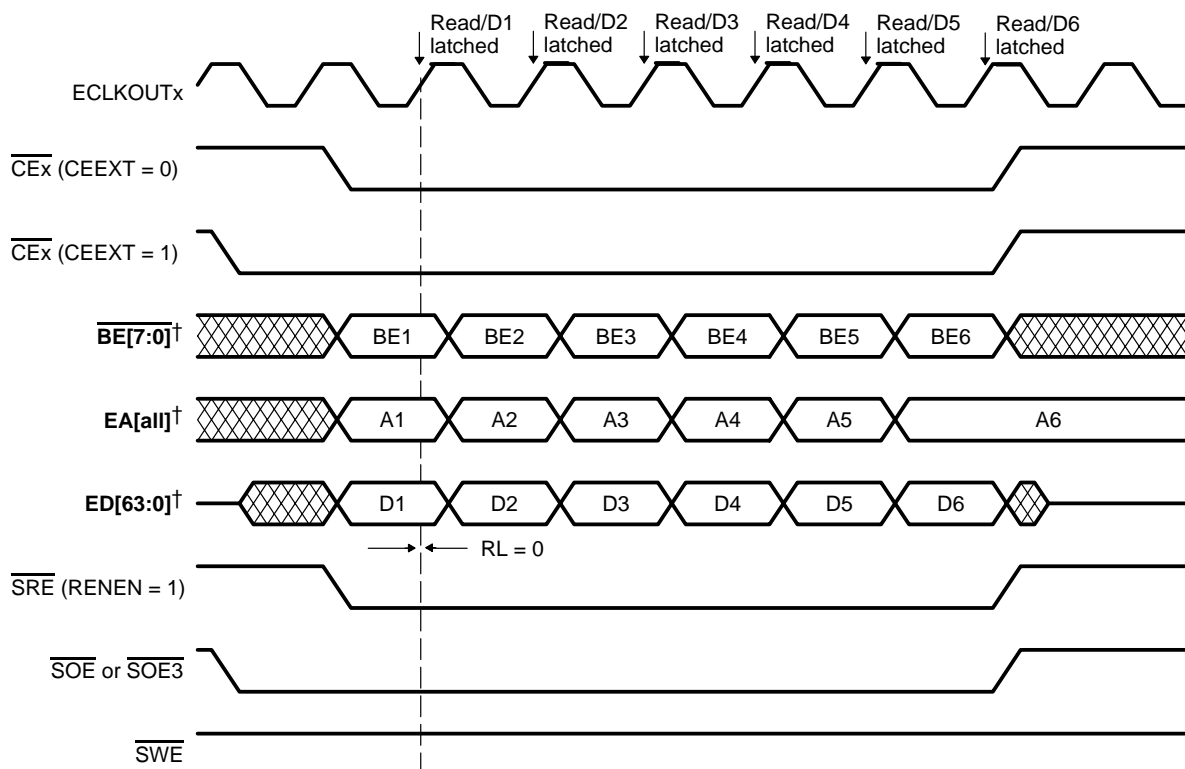 Read/D1 latched
Read/D2 latched
Read/D3 latched
Read/D4 latched
Read/D5 latched
Read/D6 latched
ECLKOUTx
CEx (CEEXT = 0)
CEx (CEEXT = 1)
BE[7:0]†
BE1
BE2
BE3
BE4
BE5
BE6
EA[all]†
A1
A2
A3
A4
A5
A6
ED[63:0]†
D1
D2
D3
D4
D5
D6
RL = 0
SRE (RENEN = 1)
SOE or SOE3
SWE